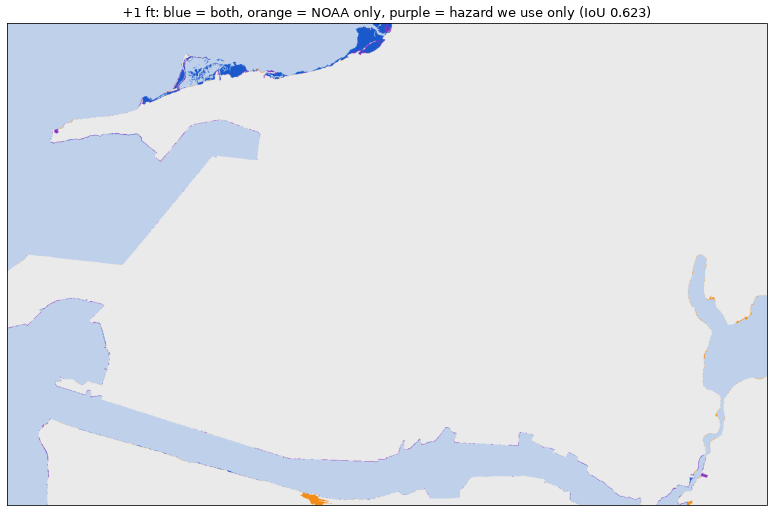 +1 ft: blue = both, orange = NOAA only, purple = hazard we use only (IoU 0.623)